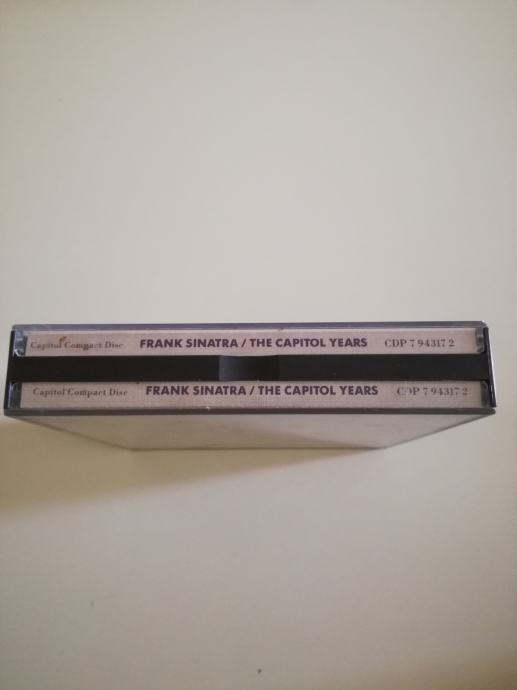 Capitol Compact Disc FRANK SINATRA / THE CAPITOL YEARS CDP 7 94317 2
Capitol Compact Disc FRANK SINATRA / THE CAPITOL YEARS CDP 7 94317 2